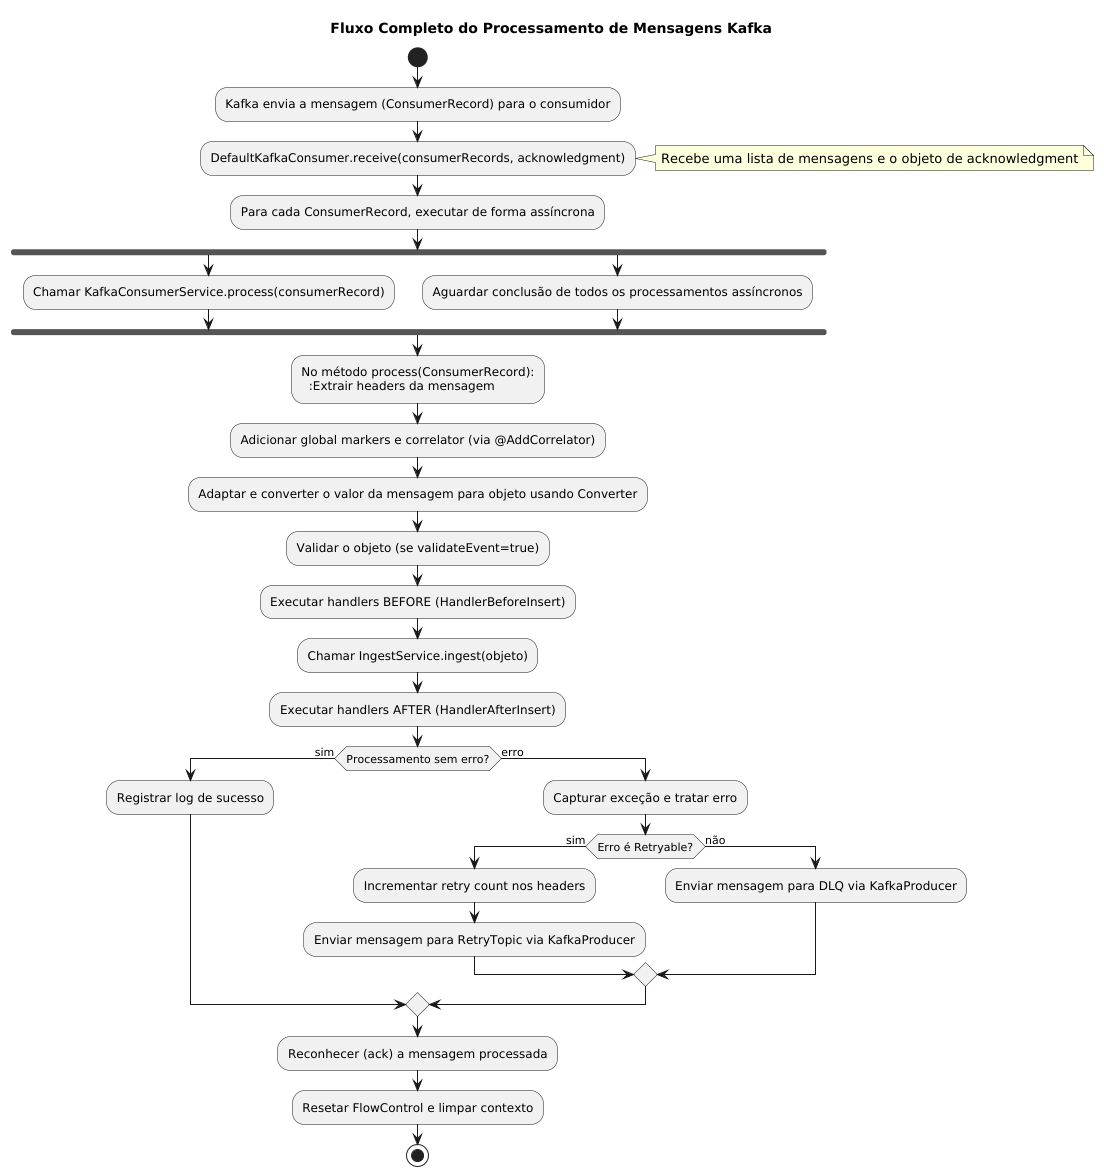 Fluxo Completo do Processamento de Mensagens Kafka
Kafka envia a mensagem (ConsumerRecord) para o consumidor
DefaultKafkaConsumer.receive(consumerRecords, acknowledgment)
Recebe uma lista de mensagens e o objeto de acknowledgment
Para cada ConsumerRecord, executar de forma assíncrona
Chamar KafkaConsumerService.process(consumerRecord)
Aguardar conclusão de todos os processamentos assíncronos
No método process(ConsumerRecord):
:Extrair headers da mensagem
Adicionar global markers e correlator (via @AddCorrelator)
Adaptar e converter o valor da mensagem para objeto usando Converter
Validar o objeto (se validateEvent=true)
Executar handlers BEFORE (HandlerBeforeInsert)
Chamar IngestService.ingest(objeto)
Executar handlers AFTER (HandlerAfterInsert)
sim
Processamento sem erro?
erro
Registrar log de sucesso
Capturar exceção e tratar erro
sim
Erro é Retryable?
não
Incrementar retry count nos headers
Enviar mensagem para DLQ via KafkaProducer
Enviar mensagem para RetryTopic via KafkaProducer
Reconhecer (ack) a mensagem processada
Resetar FlowControl e limpar contexto